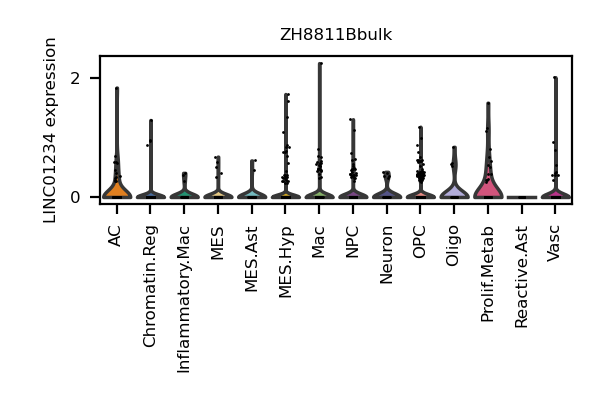 ZH8811Bbulk
LINC01234 expression
2
0
AC
Chromatin.Reg
Inflammatory.Mac
MES
MES.Ast
MES.Hyp
Mac
NPC
Neuron
OPC
Oligo
Prolif.Metab
Reactive.Ast
Vasc